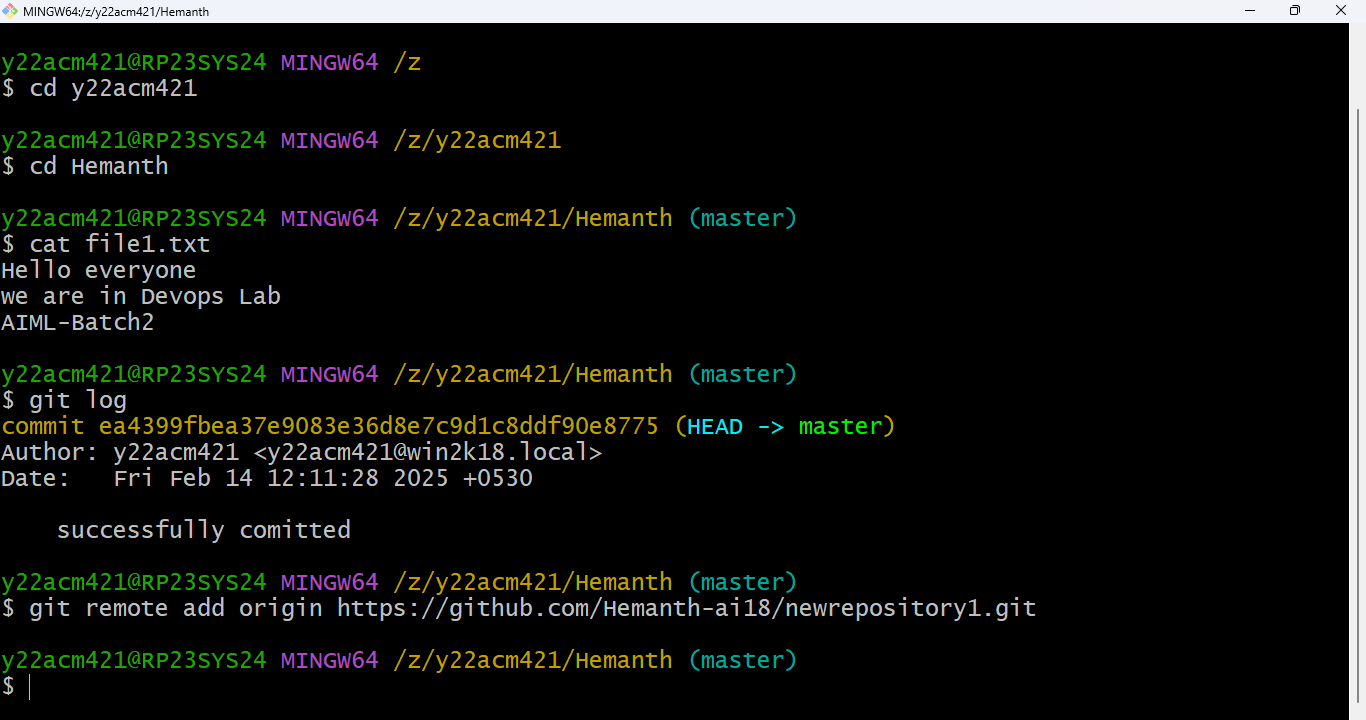 MINGW64:/z/y22acm421/Hemanth
y22acm421@RP23SYS24 MINGW64 /z
$ cd y22acm421
y22acm421@RP23SYS24 MINGW64 /z/y22acm421
$ cd Hemanth
y22acm421@RP23SYS24 MINGW64 /z/y22acm421/Hemanth (master)
$ cat file1.txt
Hello everyone
we are in Devops Lab
AIML-Batch2
y22acm421@RP23SYS24 MINGW64 /z/y22acm421/Hemanth (master)
$ git log
commit ea4399fbea37e9083e36d8e7c9d1c8ddf90e8775 (HEAD -> master)
Author: y22acm421 <y22acm421@win2k18.local>
Date:   Fri Feb 14 12:11:28 2025 +0530
    successfully comitted
y22acm421@RP23SYS24 MINGW64 /z/y22acm421/Hemanth (master)
$ git remote add origin https://github.com/Hemanth-ai18/newrepository1.git
y22acm421@RP23SYS24 MINGW64 /z/y22acm421/Hemanth (master)
$